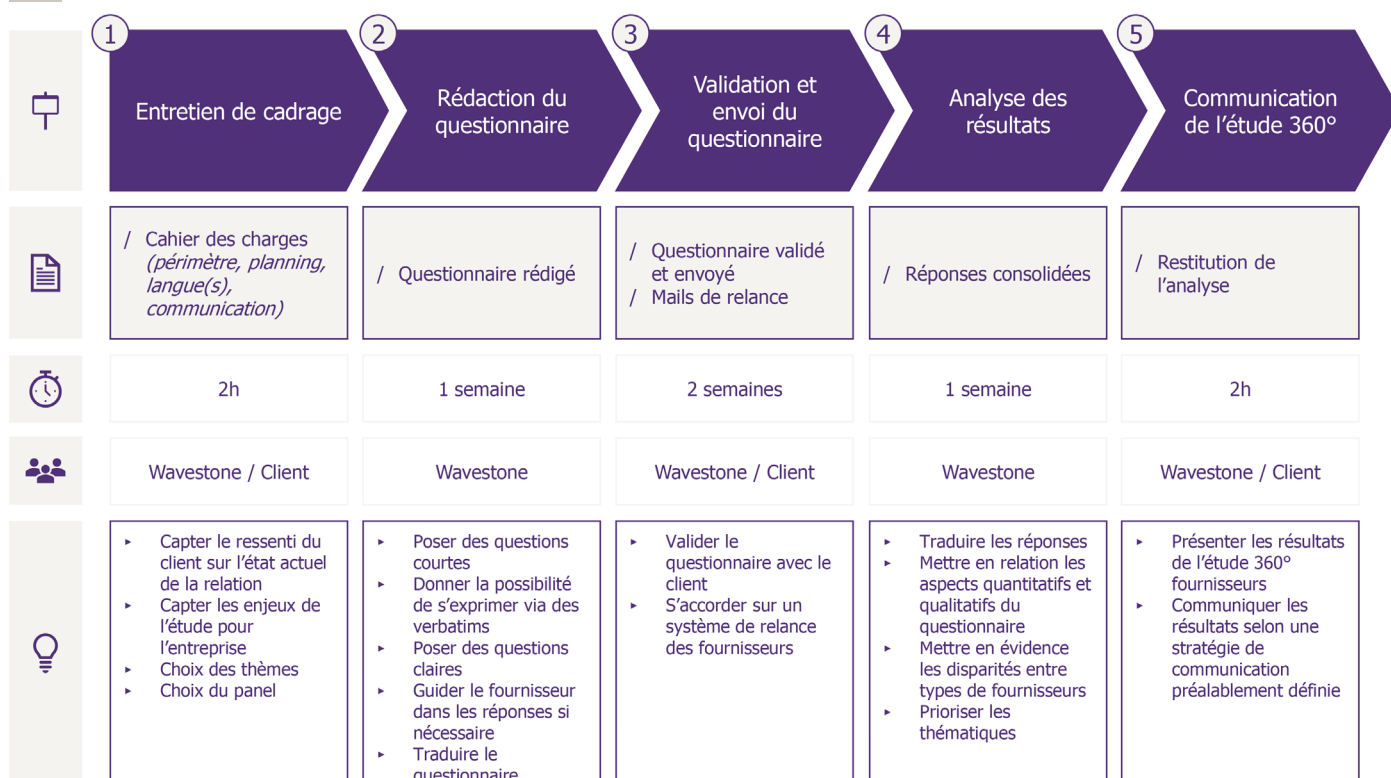 1
Entretien de cadrage
2
Rédaction du
questionnaire
3
Validation et
envoi du
questionnaire
4
Analyse des
résultats
5
Communication
de l’étude 360°
/ Cahier des charges
(périmètre, planning,
langue(s),
communication)
/ Questionnaire rédigé
/ Questionnaire validé
et envoyé
/ Mails de relance
/ Réponses consolidées
/ Restitution de
l’analyse
2h
1 semaine
2 semaines
1 semaine
2h
Wavestone / Client
Wavestone
Wavestone / Client
Wavestone
Wavestone / Client
▸ Capter le ressenti du
client sur l’état actuel
de la relation
▸ Capter les enjeux de
l’étude pour
l’entreprise
▸ Choix des thèmes
▸ Choix du panel
▸ Poser des questions
courtes
▸ Donner la possibilité
de s’exprimer via des
verbatims
▸ Poser des questions
claires
▸ Guider le fournisseur
dans les réponses si
nécessaire
▸ Traduire le
questionnaire
▸ Valider le
questionnaire avec le
client
▸ S’accorder sur un
système de relance
des fournisseurs
▸ Traduire les réponses
▸ Mettre en relation les
aspects quantitatifs et
qualitatifs du
questionnaire
▸ Mettre en évidence
les disparités entre
types de fournisseurs
▸ Prioriser les
thématiques
▸ Présenter les résultats
de l’étude 360°
fournisseurs
▸ Communiquer les
résultats selon une
stratégie de
communication
préalablement définie